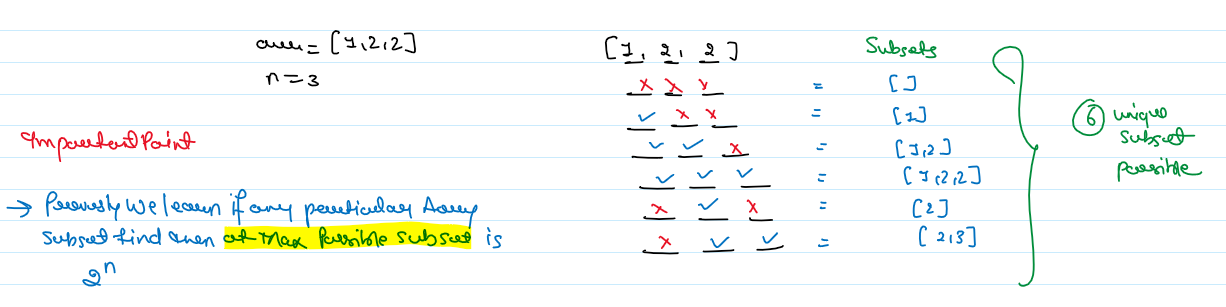 arr = [1,2,2]
n=3
Important Point
→ Previously we learn if any particular Array
subset find then at max possible subset is
2^n
[1, 2, 2] Subsets
x x x = []
✓ x x = [1]
✓ ✓ x = [1,2]
✓ ✓ ✓ = [1,2,2]
x ✓ x = [2]
x ✓ ✓ = [2,3]
⑥ unique
subset
possible